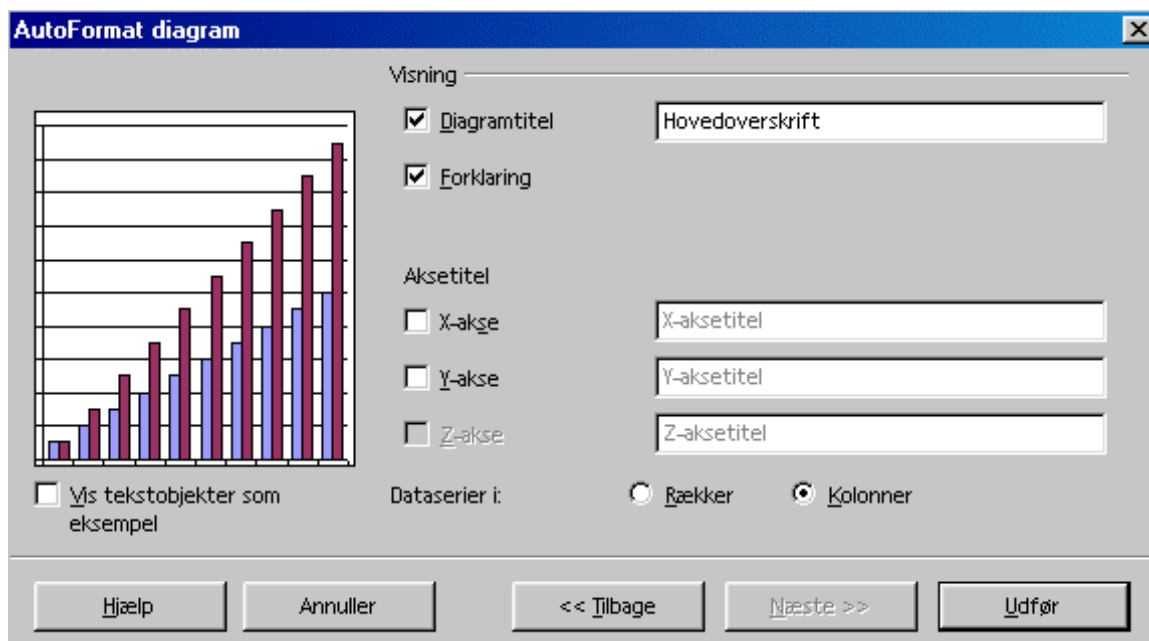 AutoFormat diagram
Visning
Diagramtitel
Hovedoverskrift
Forklaring
Aksetitel
X-akse
X-aksetitel
Y-akse
Y-aksetitel
Z-akse
Z-aksetitel
Vis tekstobjekter som
eksempel
Dataserier i:
Rækker
Kolonner
Hjælp
Annuller
<< Tilbage
Næste >>
Udfør